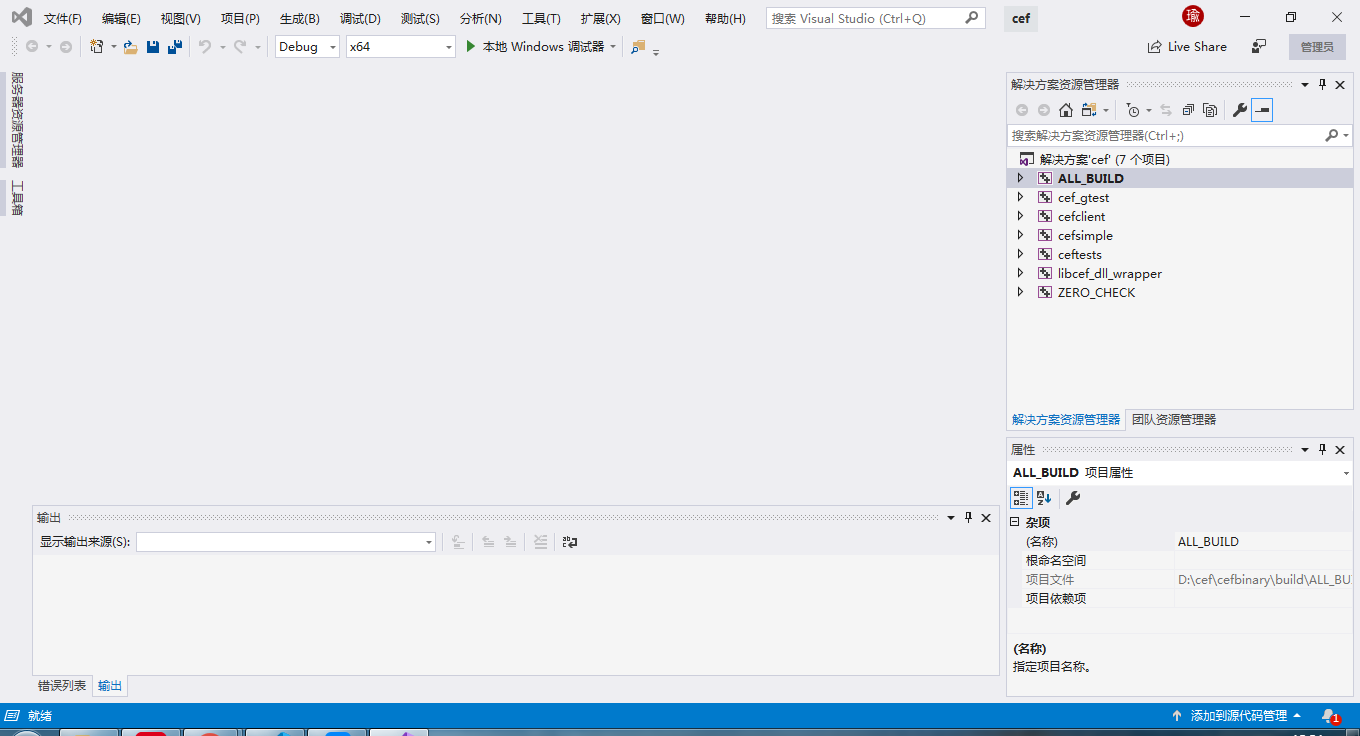 文件(F) 编辑(E) 视图(V) 项目(P) 生成(B) 调试(D) 测试(S) 分析(N) 工具(T) 扩展(X) 窗口(W) 帮助(H) 搜索 Visual Studio (Ctrl+Q) cef 瑜
Debug x64 本地 Windows 调试器 Live Share 管理员
服务器资源管理器
工具箱
解决方案资源管理器
搜索解决方案资源管理器(Ctrl+;)
解决方案'cef' (7 个项目)
ALL_BUILD
cef_gtest
cefclient
cefsimple
ceftests
libcef_dll_wrapper
ZERO_CHECK
解决方案资源管理器 团队资源管理器
属性
ALL_BUILD 项目属性
杂项
(名称) ALL_BUILD
根命名空间
项目文件 D:\cef\cefbinary\build\ALL_BU
项目依赖项
(名称)
指定项目名称。
输出
显示输出来源(S):
错误列表 输出
就绪 添加到源代码管理 1